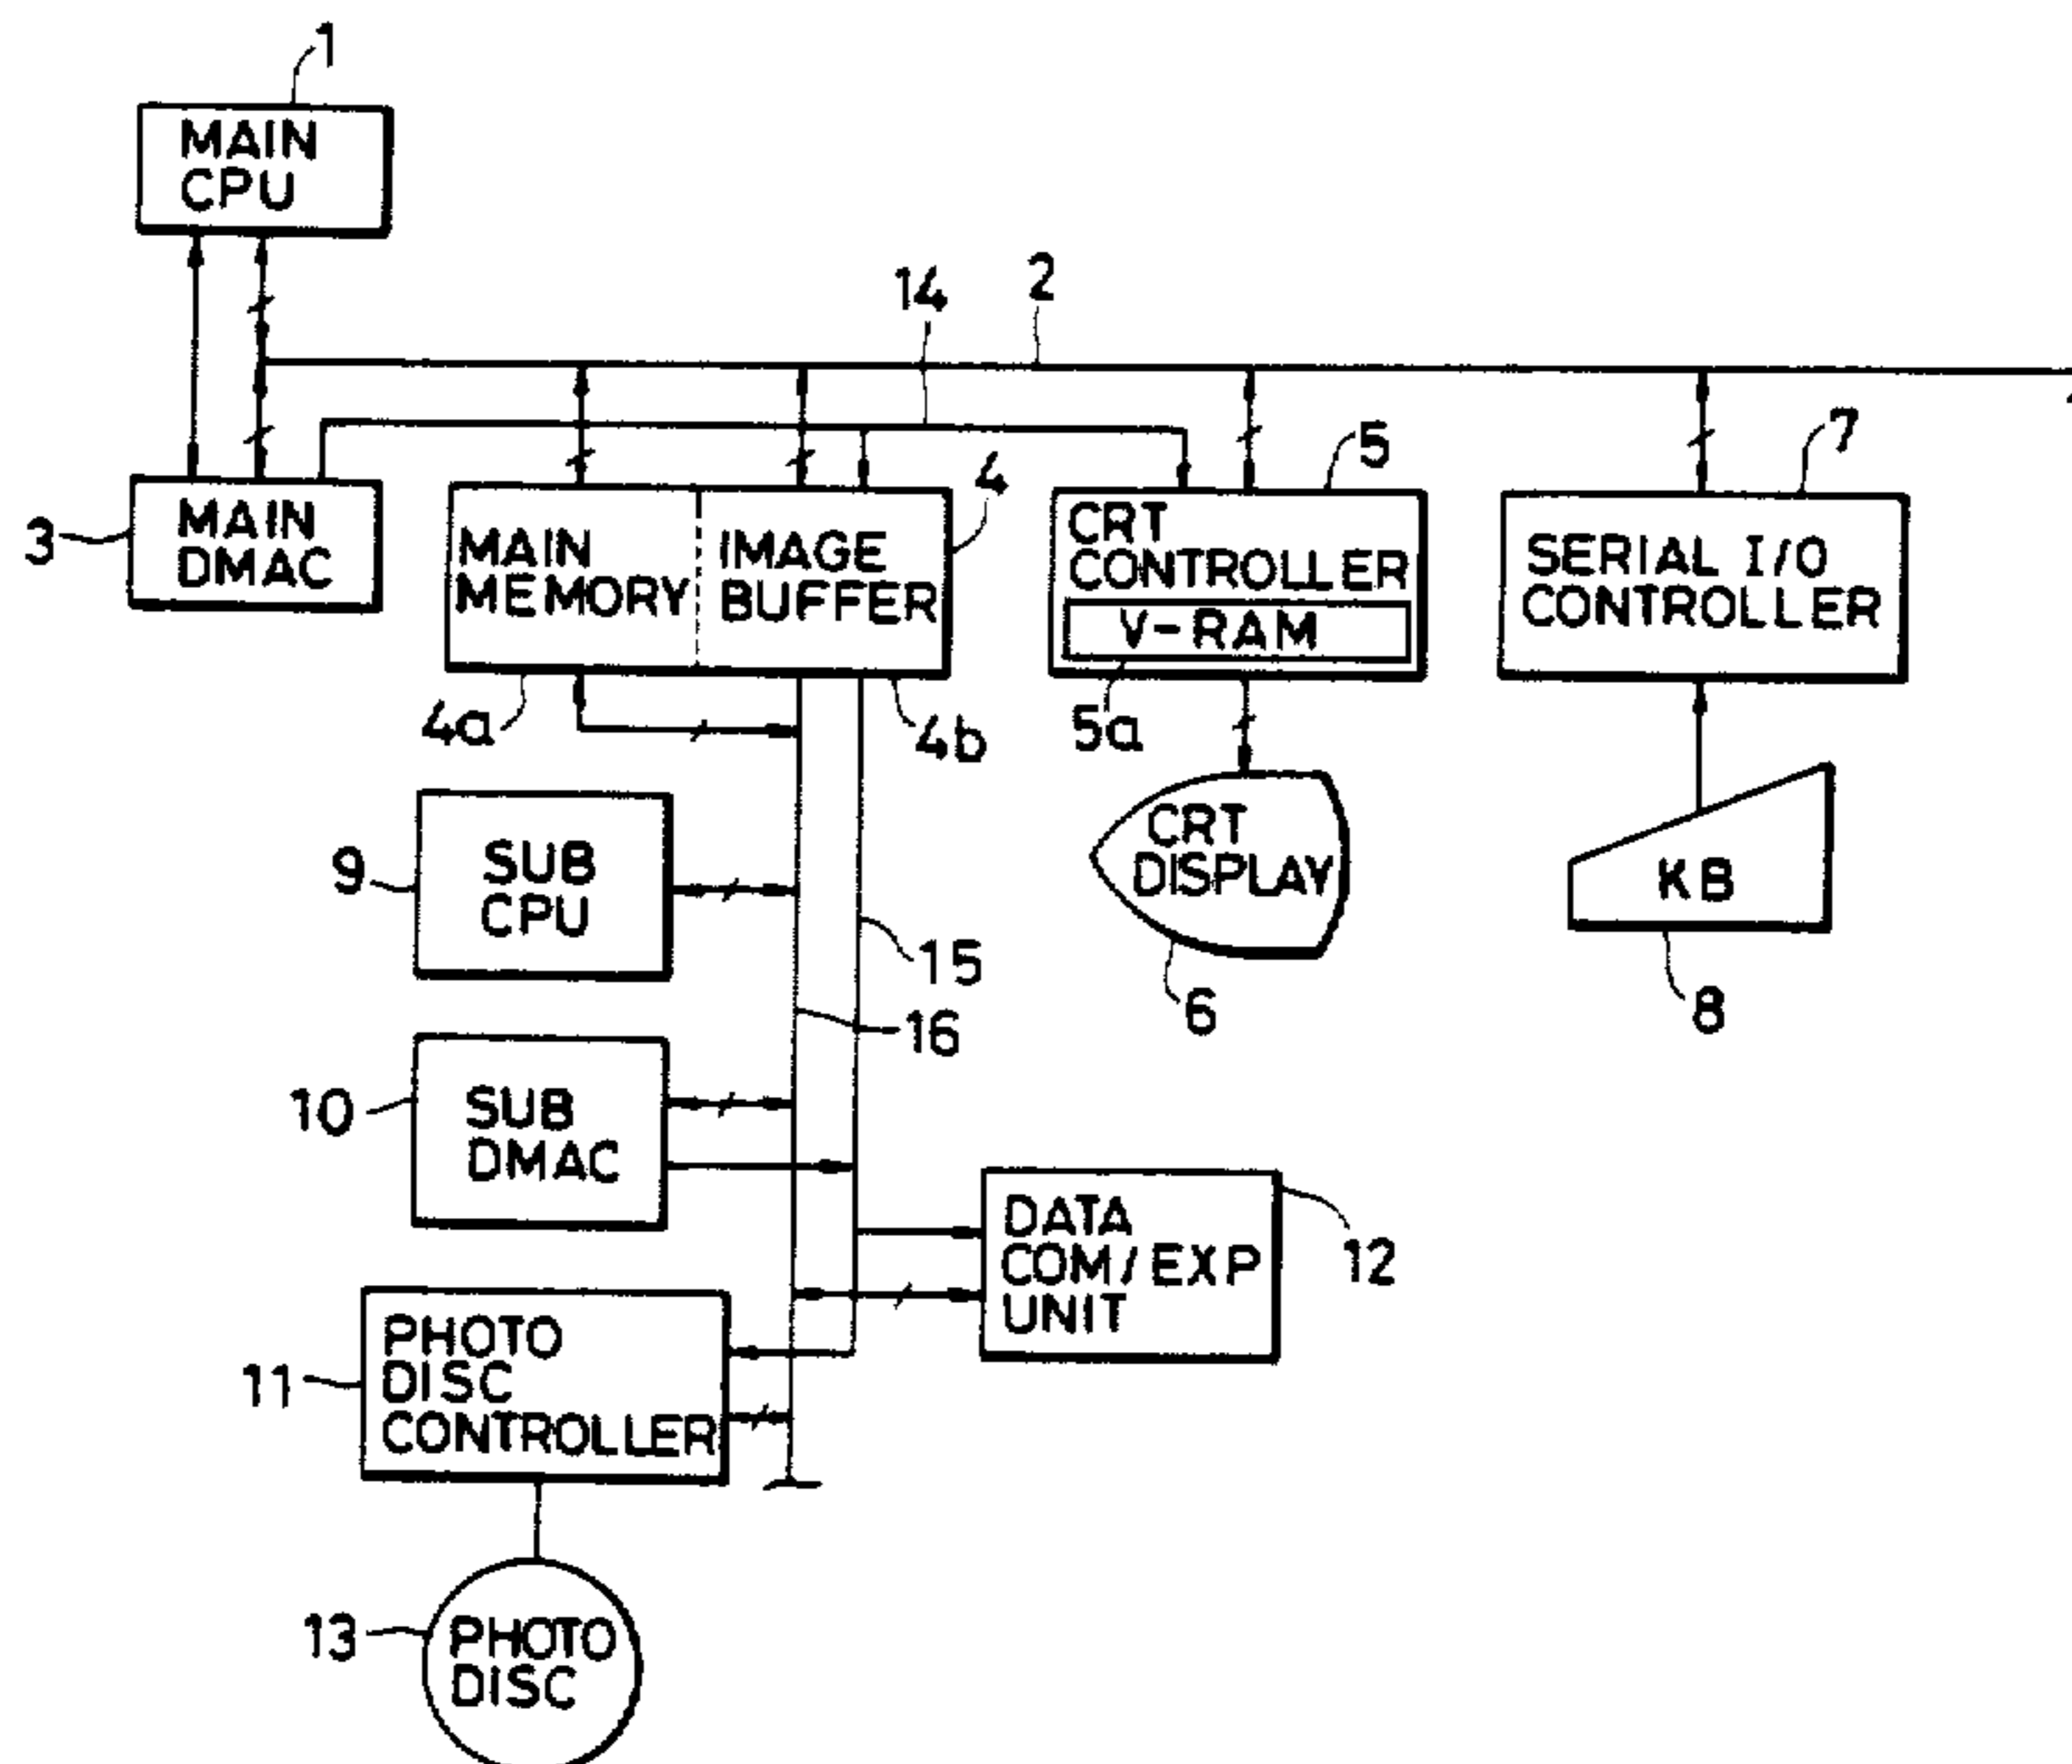 1
MAIN
CPU
14
2
3
MAIN
DMAC
MAIN
MEMORY
IMAGE
BUFFER
4
4a
4b
CRT
CONTROLLER
V-RAM
5
5a
SERIAL I/O
CONTROLLER
7
CRT
DISPLAY
6
KB
8
9
SUB
CPU
15
16
10
SUB
DMAC
DATA
COM/EXP
UNIT
12
11
PHOTO
DISC
CONTROLLER
13
PHOTO
DISC